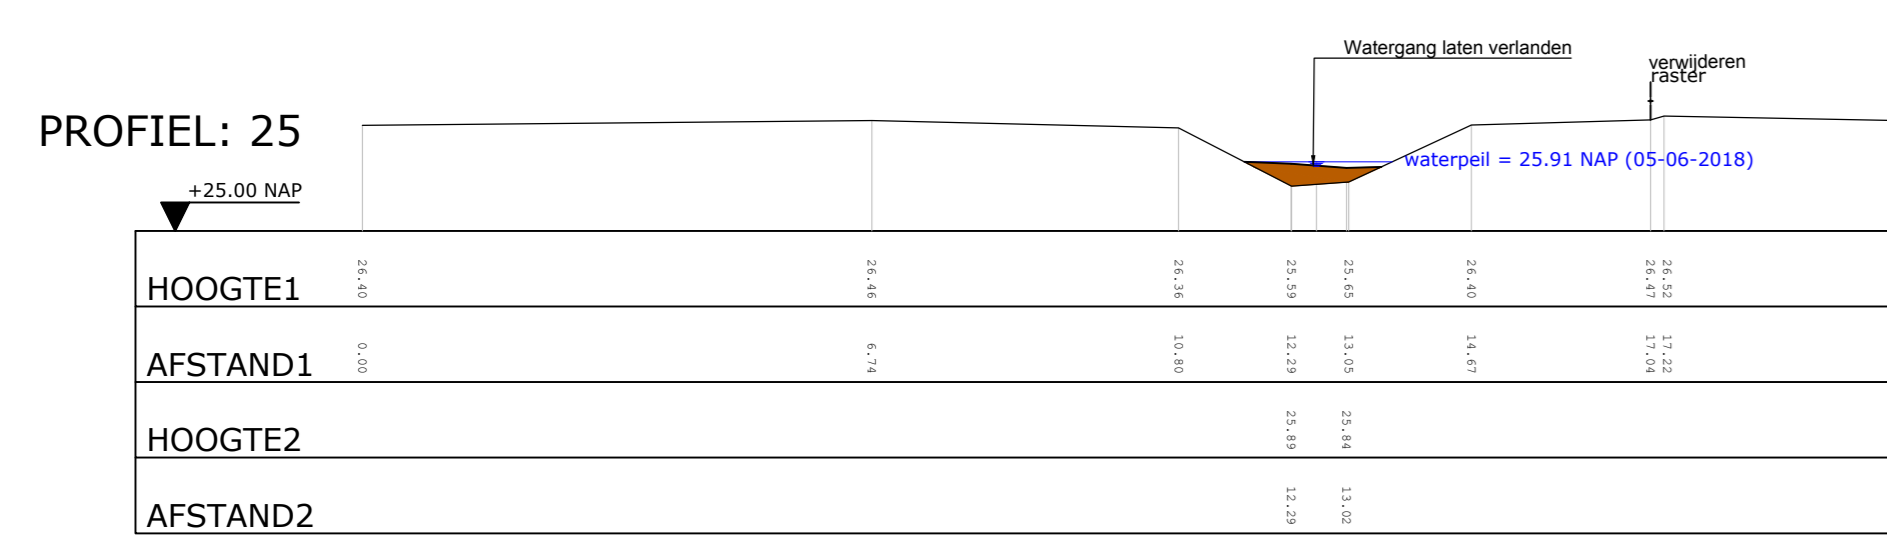 Watergang laten verlanden
verwijderen
raster
PROFIEL: 25
waterpeil = 25.91 NAP (05-06-2018)
+25.00 NAP
HOOGTE1 26.40 26.46 26.36 25.59 25.65 26.40 26.47 26.52
AFSTAND1 0.00 6.74 10.80 12.29 13.05 14.67 17.04 17.22
HOOGTE2 25.89 25.84
AFSTAND2 12.29 13.02